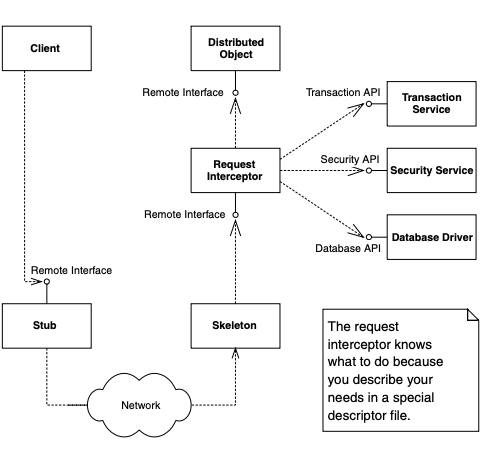 Client
Distributed
Object
Remote Interface
Transaction API
Transaction
Service
Request
Interceptor
Security API
Security Service
Remote Interface
Database API
Database Driver
Remote Interface
Stub
Skeleton
Network
The request
interceptor knows
what to do because
you describe your
needs in a special
descriptor file.